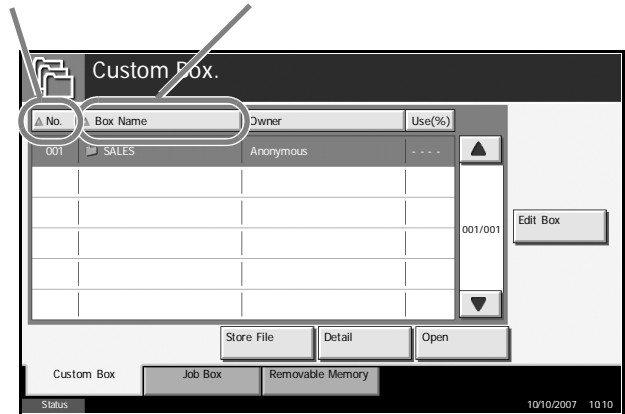 Custom Box.
No. Box Name Owner Use(%)
001 SALES Anonymous - - - -
001/001
Edit Box
Store File Detail Open
Custom Box Job Box Removable Memory
Status 10/10/2007 10:10